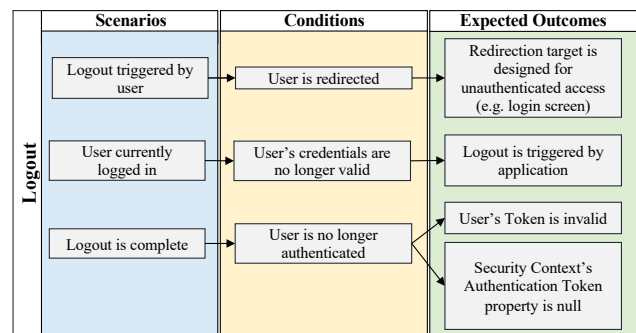 Scenarios
Conditions
Expected Outcomes
Logout
Logout triggered by
user
User is redirected
Redirection target is
designed for
unauthenticated access
(e.g. login screen)
User currently
logged in
User's credentials are
no longer valid
Logout is triggered by
application
Logout is complete
User is no longer
authenticated
User's Token is invalid
Security Context's
Authentication Token
property is null